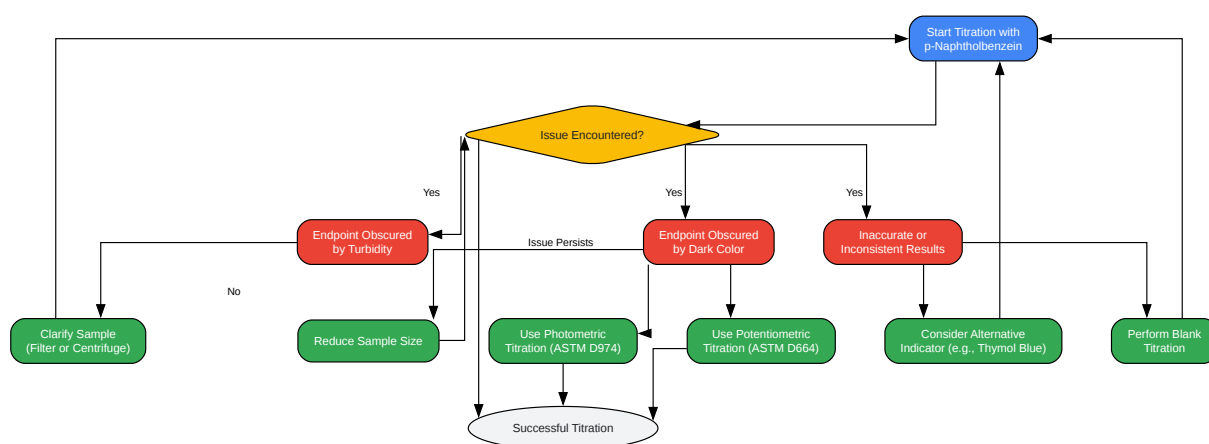 Start Titration with
p-Naphtholbenzein
Issue Encountered?
Yes
Yes
Yes
Endpoint Obscured
by Turbidity
Issue Persists
Endpoint Obscured
by Dark Color
Inaccurate or
Inconsistent Results
No
Clarify Sample
(Filter or Centrifuge)
Reduce Sample Size
Use Photometric
Titration (ASTM D974)
Use Potentiometric
Titration (ASTM D664)
Consider Alternative
Indicator (e.g., Thymol Blue)
Perform Blank
Titration
Successful Titration